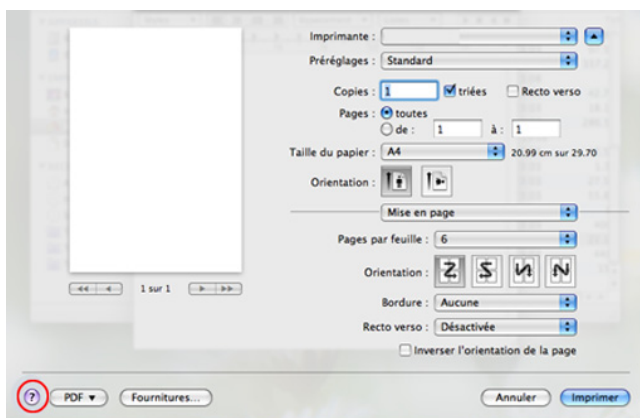 Imprimante :
Préréglages : Standard
Copies : 1 triées Recto verso
Pages : toutes
de : 1 à : 1
Taille du papier : A4 20.99 cm sur 29.70
Orientation :
Mise en page
Pages par feuille : 6
Orientation :
1 sur 1
Bordure : Aucune
Recto verso : Désactivée
Inverser l'orientation de la page
? PDF ▼ Fournitures... Annuler Imprimer